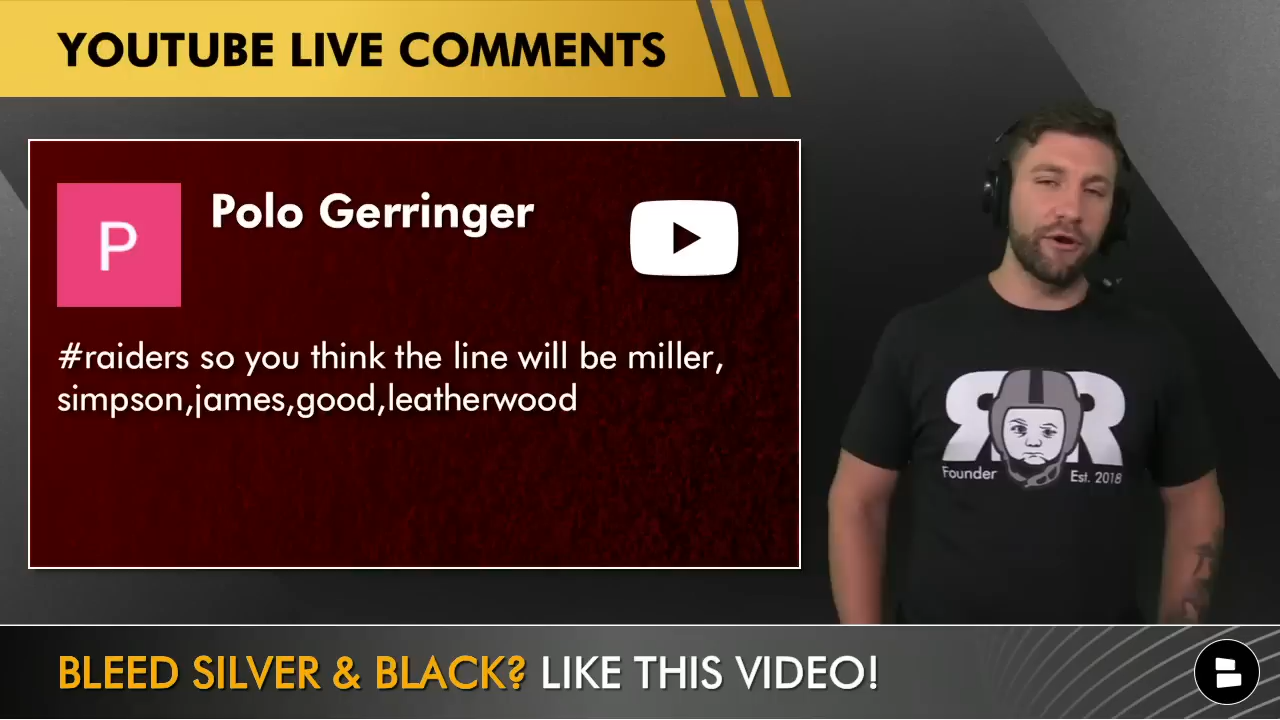 YOUTUBE LIVE COMMENTS
P
Polo Gerringer
#raiders so you think the line will be miller,
simpson,james,good,leatherwood
RR
Founder
Est. 2018
BLEED SILVER & BLACK? LIKE THIS VIDEO!